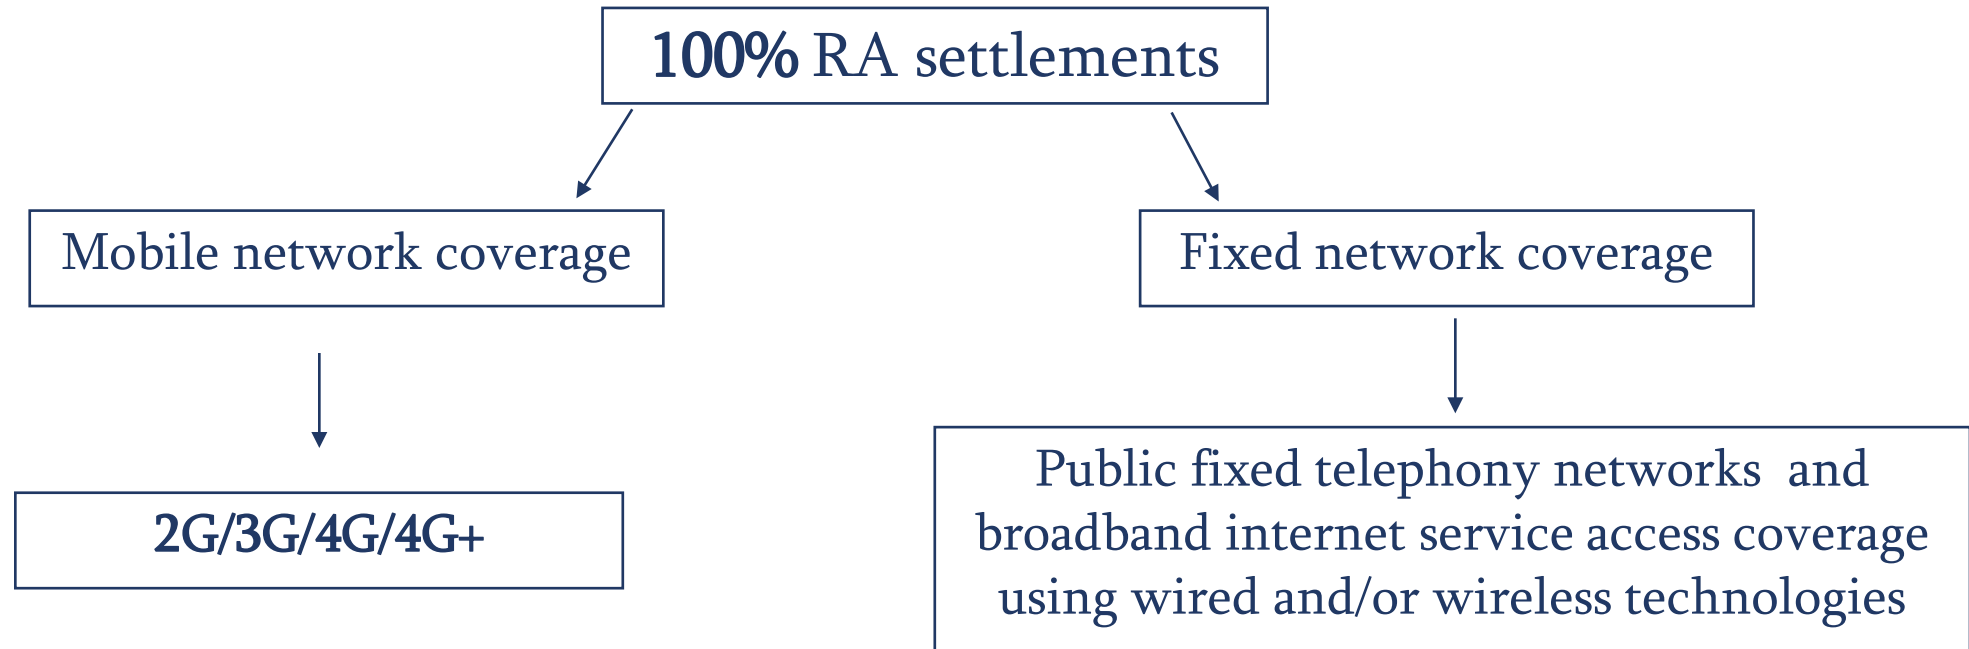 100% RA settlements
Mobile network coverage
Fixed network coverage
2G/3G/4G/4G+
Public fixed telephony networks and
broadband internet service access coverage
using wired and/or wireless technologies